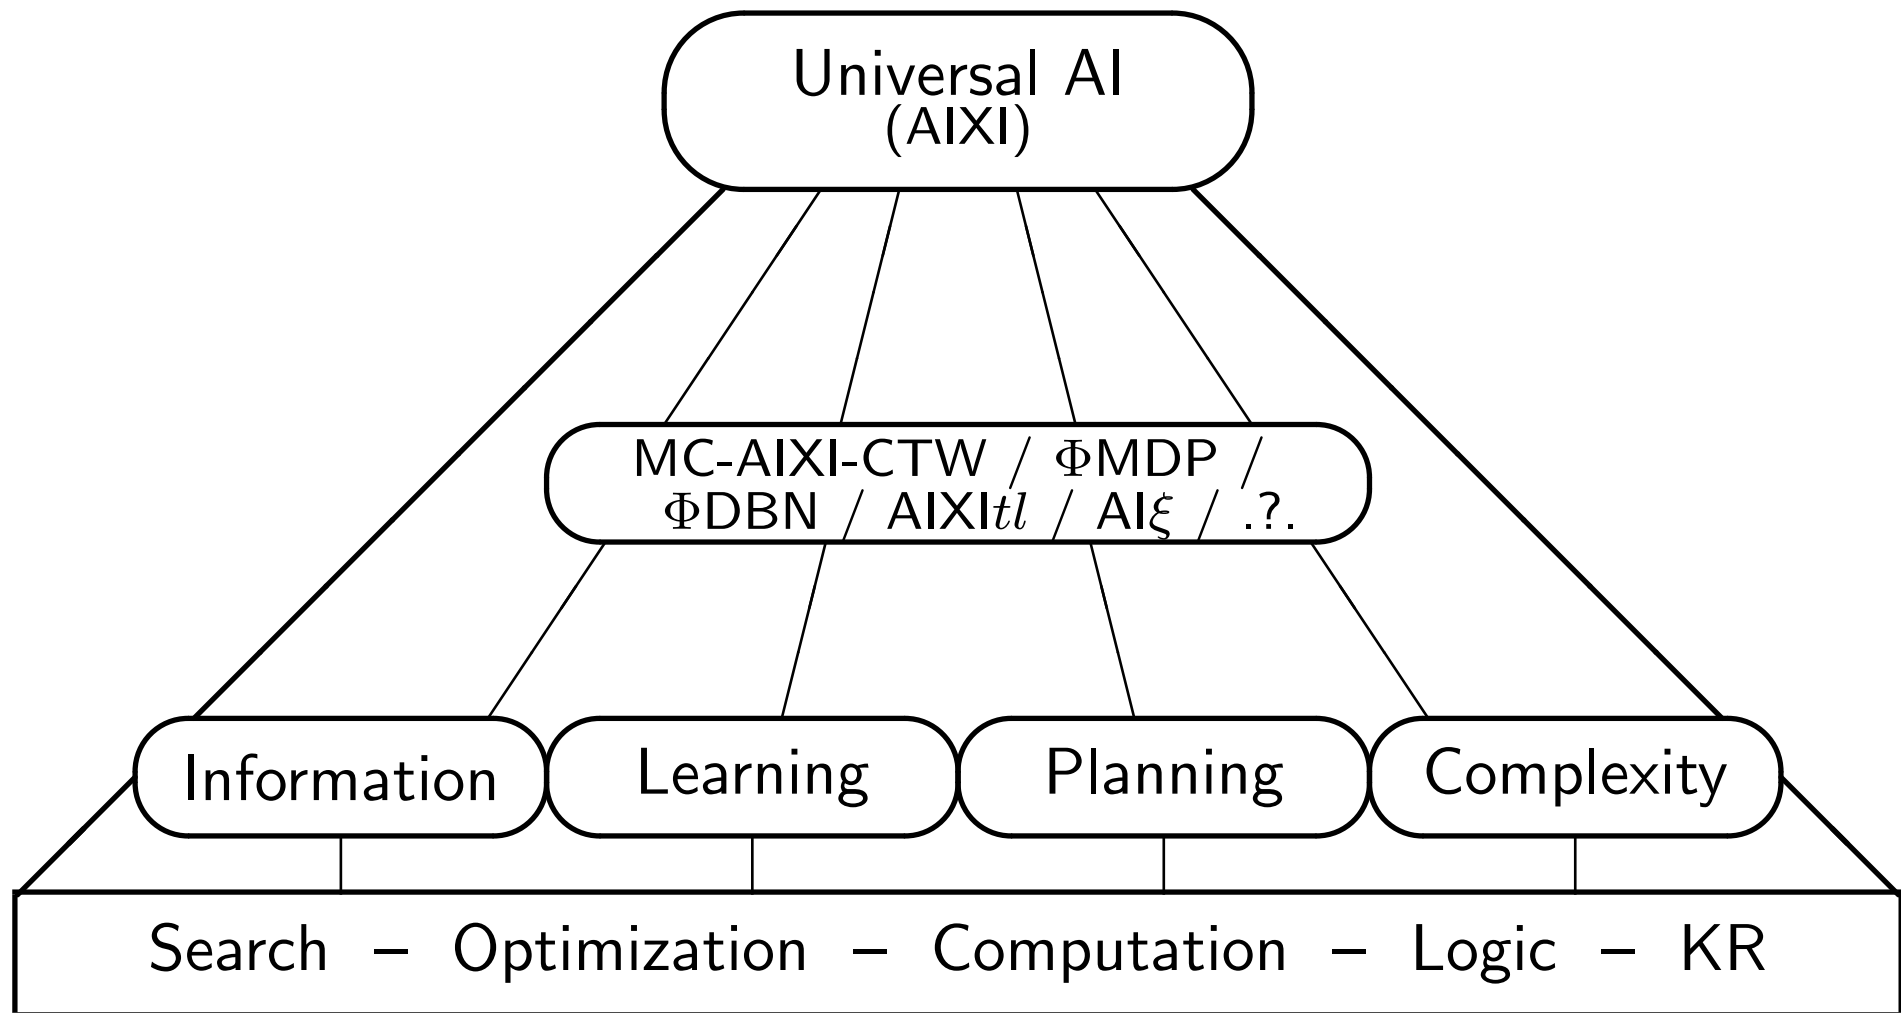 Universal AI
(AIXI)
MC-AIXI-CTW / ΦMDP /
ΦDBN / AIXItl / AIξ / .?.
Information Learning Planning Complexity
Search – Optimization – Computation – Logic – KR